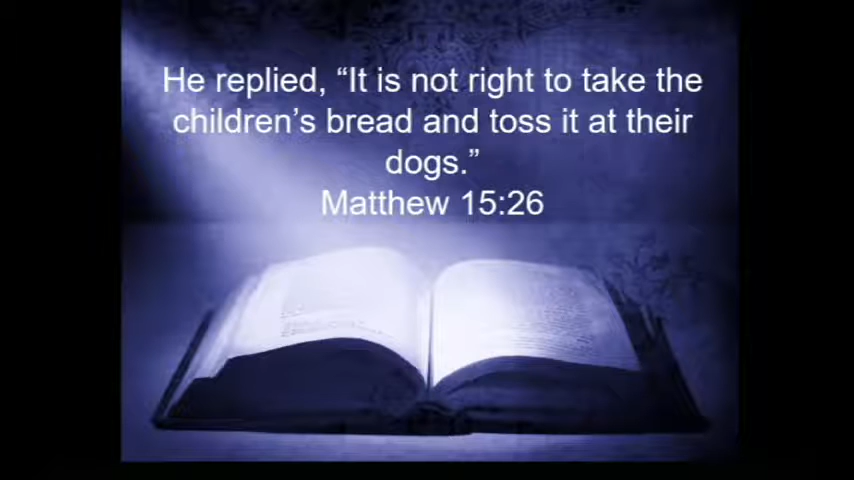 He replied, “It is not right to take the
children’s bread and toss it at their
dogs.”
Matthew 15:26